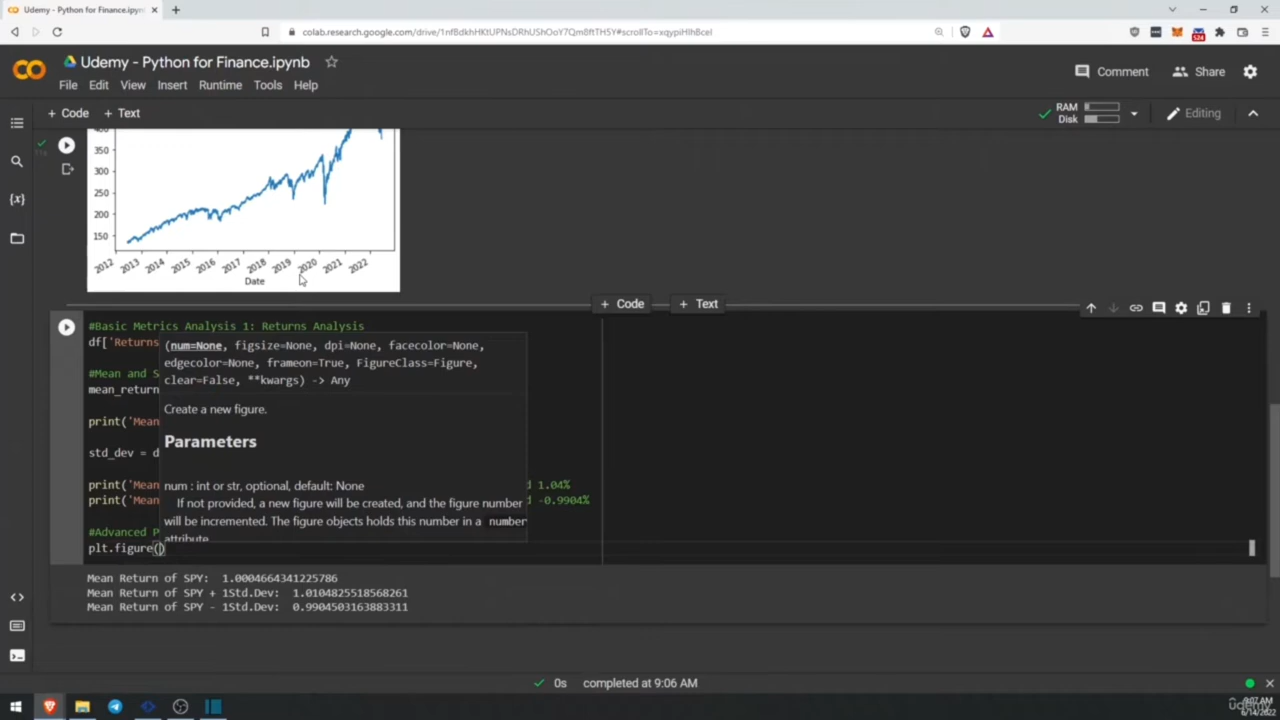 Udemy - Python for Finance.ipynb
colab.research.google.com/drive/1nfBdkhHKtUPNsDRhUShOoY7Qm8ftTH5Y#scrollTo=xqypiHlhBcel
Udemy - Python for Finance.ipynb
Comment
Share
File Edit View Insert Runtime Tools Help
+ Code + Text
RAM
Disk
Editing
400
350
300
250
200
150
2012 2013 2014 2015 2016 2017 2018 2019 2020 2021 2022
Date
+ Code + Text
#Basic Metrics Analysis 1: Returns Analysis
df['Returns
(num=None, figsize=None, dpi=None, facecolor=None,
edgecolor=None, frameon=True, FigureClass=Figure,
clear=False, **kwargs) -> Any
#Mean and S
mean_return
Create a new figure.
print('Mean
Parameters
std_dev = d
num : int or str, optional, default: None
print('Mean
d 1.04%
print('Mean
d -0.9904%
If not provided, a new figure will be created, and the figure number
will be incremented. The figure objects holds this number in a number
attribute
#Advanced P
plt.figure()
Mean Return of SPY: 1.0004664341225786
Mean Return of SPY + 1Std.Dev: 1.0104825518568261
Mean Return of SPY - 1Std.Dev: 0.9904503163883311
0s completed at 9:06 AM
9:07 AM
6/14/2022
udemy